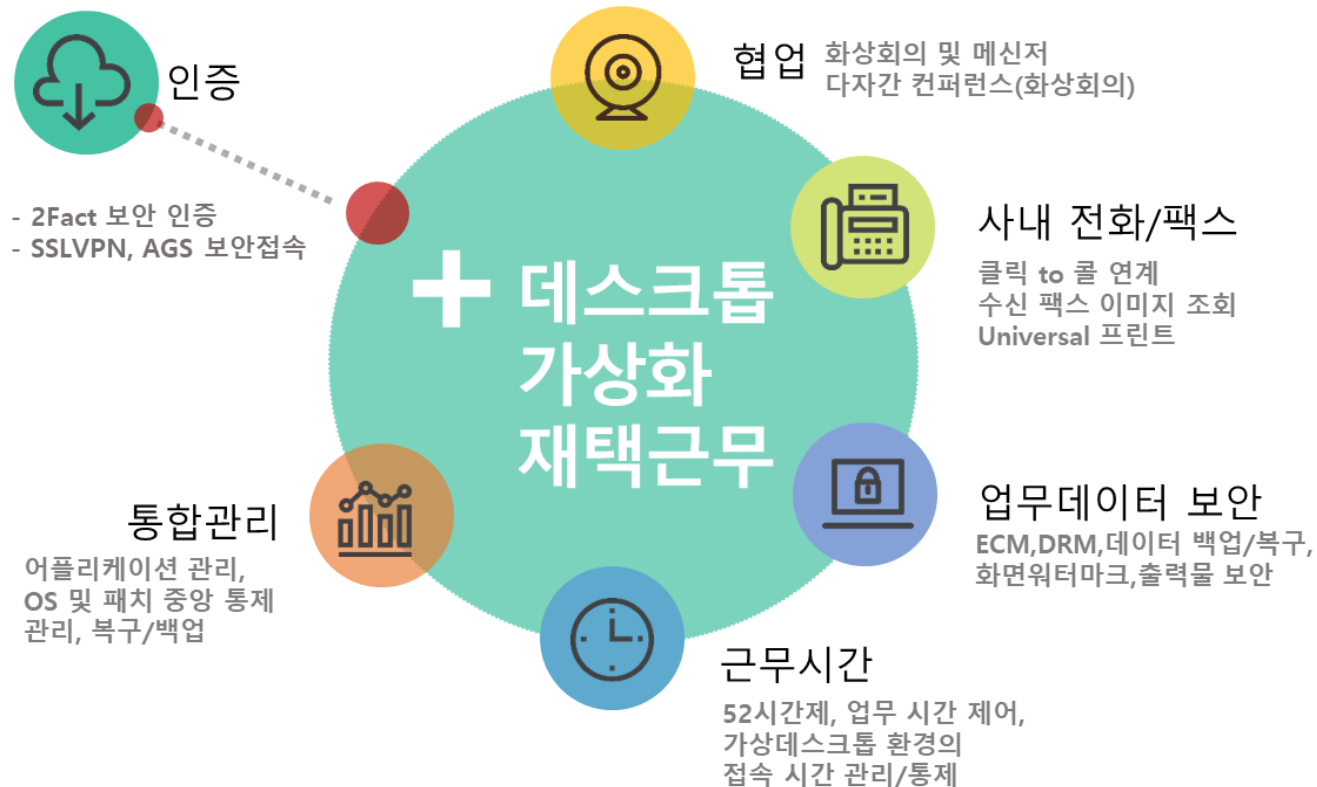 인증
- 2Fact 보안 인증
- SSLVPN, AGS 보안접속
협업
화상회의 및 메신저
다자간 컨퍼런스(화상회의)
사내 전화/팩스
클릭 to 콜 연계
수신 팩스 이미지 조회
Universal 프린트
+ 데스크톱
가상화
재택근무
업무데이터 보안
ECM,DRM,데이터 백업/복구,
화면워터마크,출력물 보안
통합관리
어플리케이션 관리,
OS 및 패치 중앙 통제
관리, 복구/백업
근무시간
52시간제, 업무 시간 제어,
가상데스크톱 환경의
접속 시간 관리/통제